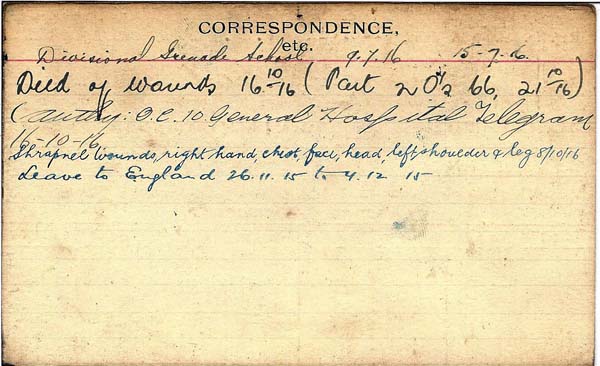 CORRESPONDENCE,
etc.
Divisional Grenade School 9.7.16 15-7-16.
Died of wounds 16-10-16 (Part 2 O's 66, 21-10-16)
(authy: O.C. 10 General Hospital Telegram
16-10-16
Shrapnel wounds, right hand, chest, face, head, left shoulder & leg 8/10/16
Leave to England 26.11.15 to 4.12 15